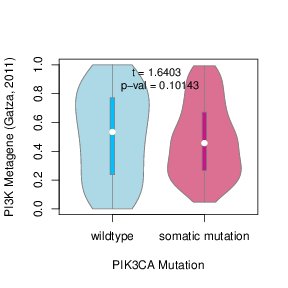 t = 1.6403
p−val = 0.10143
PI3K Metagene (Gatza, 2011)
1.0
0.8
0.6
0.4
0.2
0.0
wildtype
somatic mutation
PIK3CA Mutation